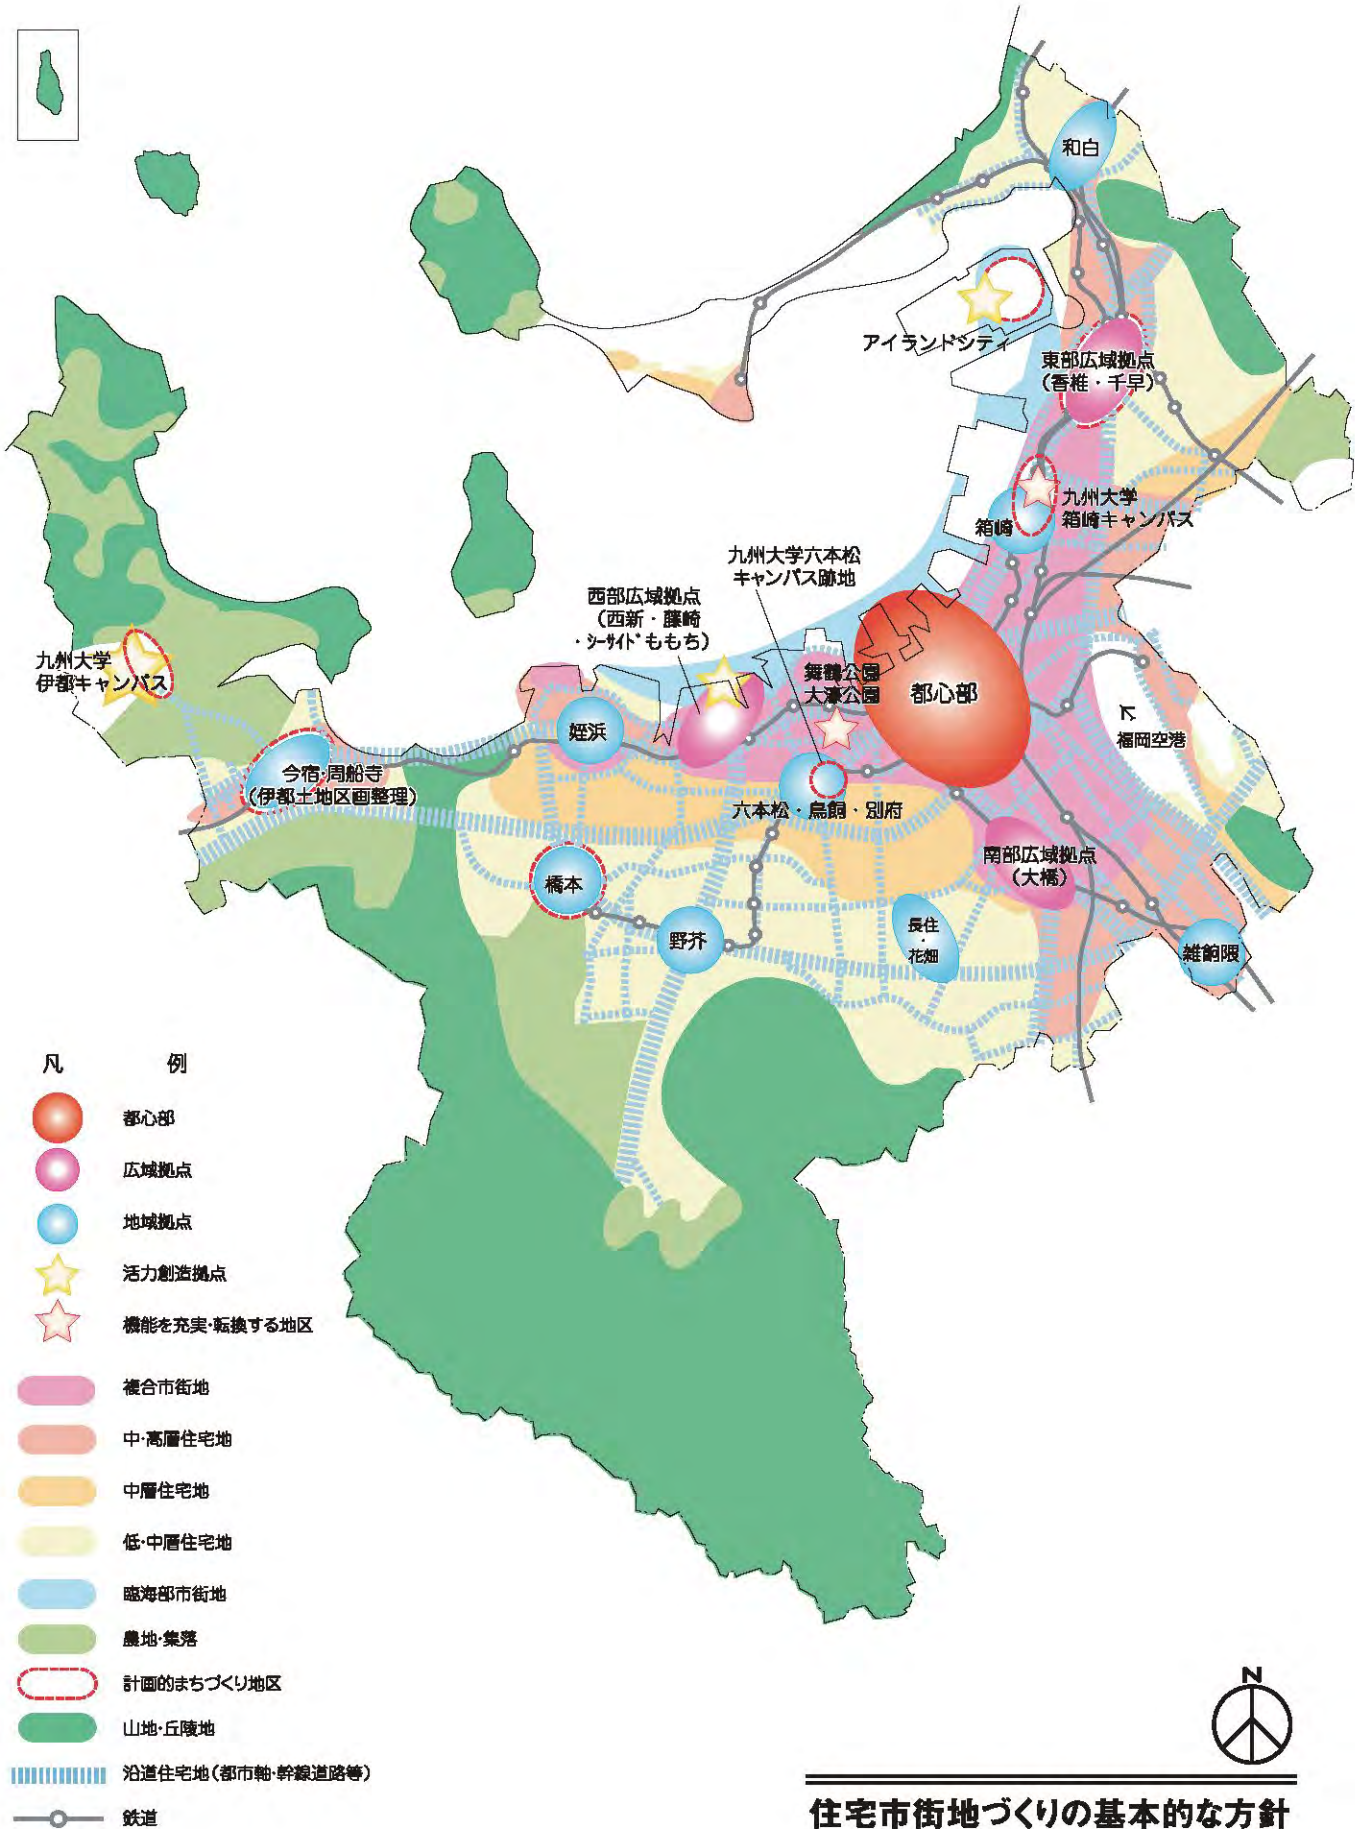 和白
アイランドシティ
東部広域拠点
（香椎・千早）
九州大学
箱崎キャンパス
箱崎
九州大学六本松
キャンパス跡地
西部広域拠点
（西新・藤崎
・シーサイドももち）
九州大学
伊都キャンパス
舞鶴公園
大濠公園
都心部
姪浜
福岡空港
今宿・周船寺
（伊都土地区画整理）
六本松・鳥飼・別府
南部広域拠点
（大橋）
橋本
野芥
長住
・
花畑
雑餉隈
凡　例
都心部
広域拠点
地域拠点
活力創造拠点
機能を充実・転換する地区
複合市街地
中・高層住宅地
中層住宅地
低・中層住宅地
臨海部市街地
農地・集落
計画的まちづくり地区
山地・丘陵地
沿道住宅地（都市軸・幹線道路等）
鉄道
N
住宅市街地づくりの基本的な方針